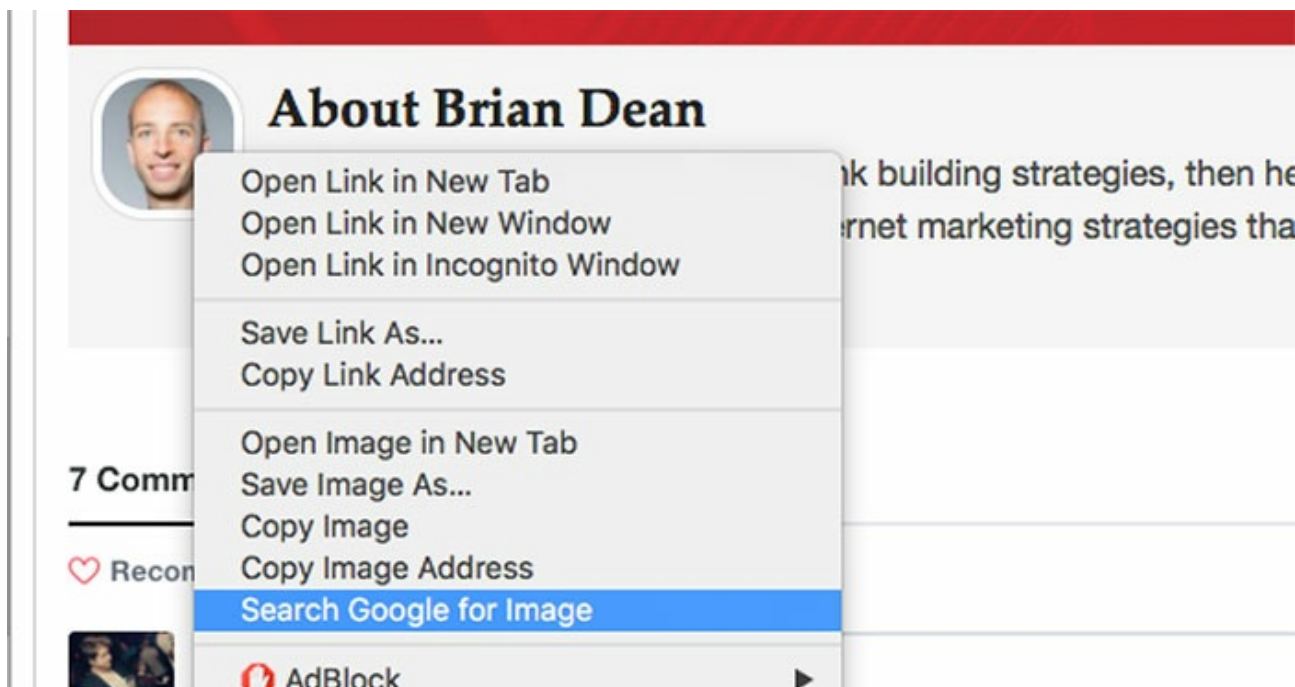 About Brian Dean
nk building strategies, then he
ernet marketing strategies tha
Open Link in New Tab
Open Link in New Window
Open Link in Incognito Window
Save Link As...
Copy Link Address
Open Image in New Tab
Save Image As...
Copy Image
Copy Image Address
Search Google for Image
AdBlock
7 Comm
Recon